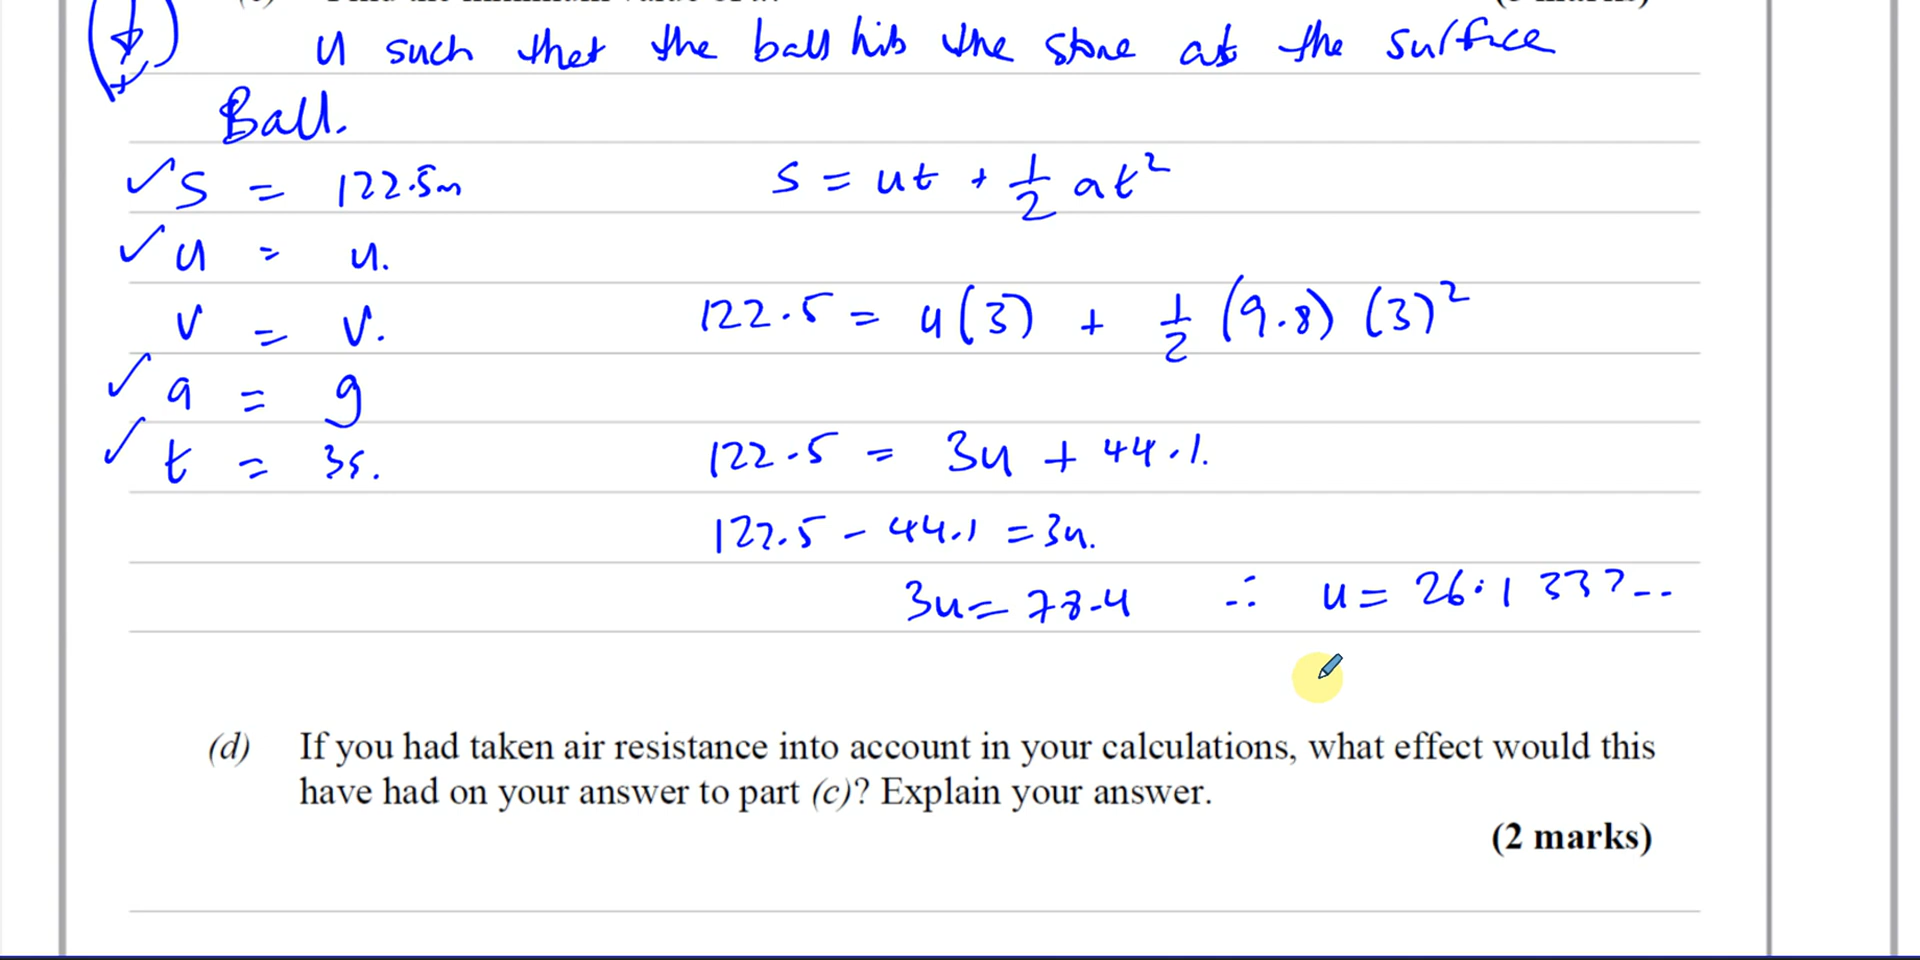 (↓+) u such that the ball hits the stone at the surface
Ball.
✓ s = 122.5m
s = ut + 1/2 at²
✓ u = u.
v = v.
122.5 = u(3) + 1/2 (9.8) (3)²
✓ a = g
✓ t = 3s.
122.5 = 3u + 44.1.
122.5 - 44.1 = 3u.
3u = 78.4 ∴ u = 26.1333...
(d) If you had taken air resistance into account in your calculations, what effect would this
have had on your answer to part (c)? Explain your answer.
(2 marks)